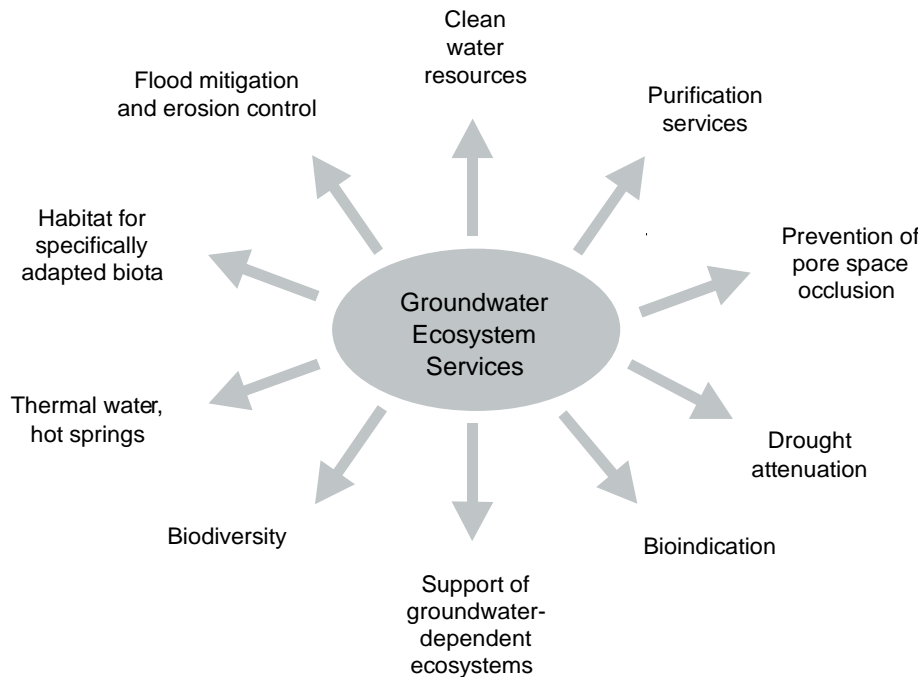 Clean
water
resources
Flood mitigation
and erosion control
Purification
services
Habitat for
specifically
adapted biota
Prevention of
pore space
occlusion
Groundwater
Ecosystem
Services
Thermal water,
hot springs
Drought
attenuation
Biodiversity
Bioindication
Support of
groundwater-
dependent
ecosystems